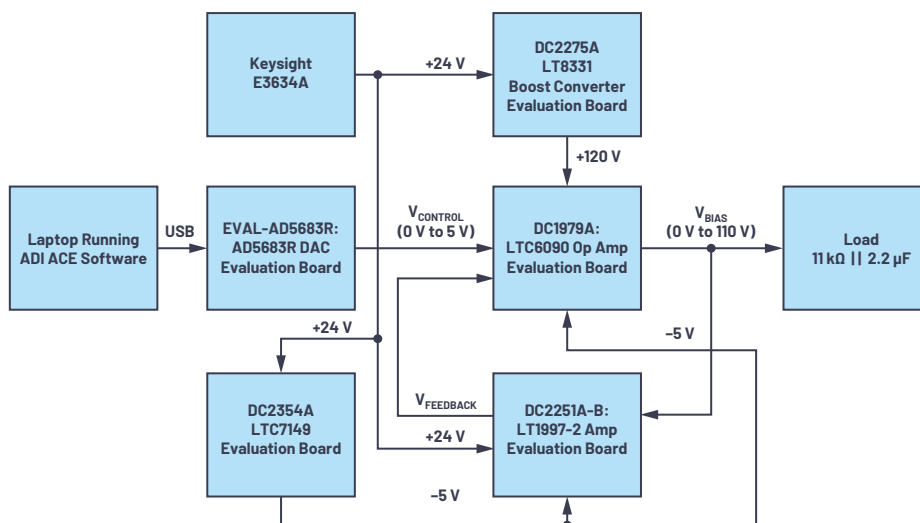 Keysight
E3634A
+24 V
DC2275A
LT8331
Boost Converter
Evaluation Board
+120 V
Laptop Running
ADI ACE Software
USB
EVAL-AD5683R:
AD5683R DAC
Evaluation Board
VCONTROL
(0 V to 5 V)
DC1979A:
LTC6090 Op Amp
Evaluation Board
VBIAS
(0 V to 110 V)
Load
11 kΩ || 2.2 µF
+24 V
–5 V
DC2354A
LTC7149
Evaluation Board
VFEEDBACK
+24 V
DC2251A-B:
LT1997-2 Amp
Evaluation Board
–5 V